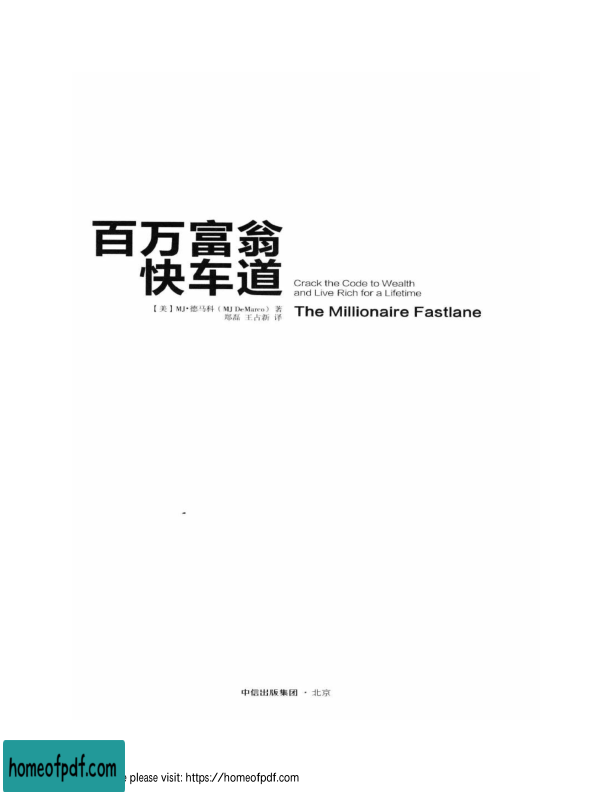 百万富翁
快车道
Crack the Code to Wealth
and Live Rich for a Lifetime
【美】MJ·德马科（MJ DeMarco）著
郑磊 王占新 译
The Millionaire Fastlane
中信出版集团·北京
homeofpdf.com
please visit: https://homeofpdf.com